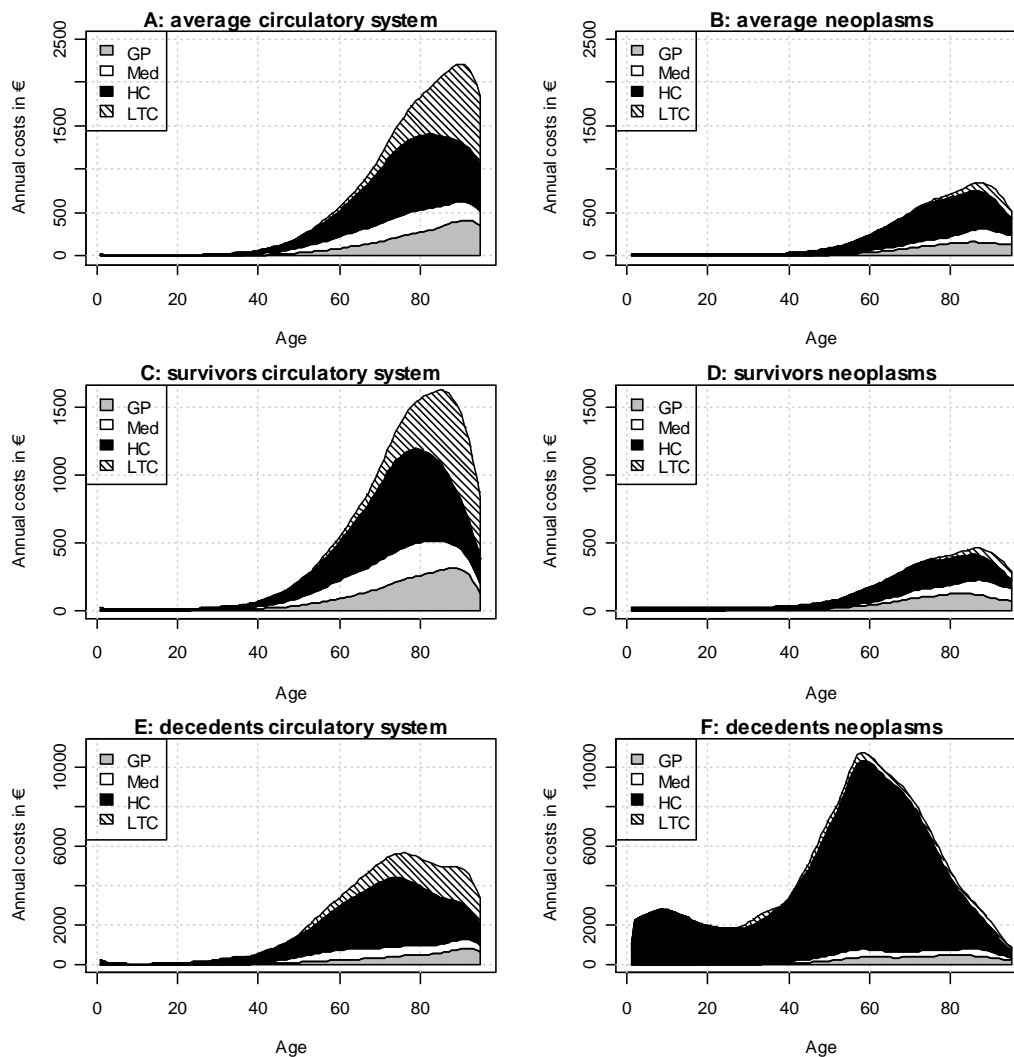 A: average circulatory system
Annual costs in €
2500
1500
500
0
GP
Med
HC
LTC
0 20 40 60 80
Age
B: average neoplasms
Annual costs in €
2500
1500
500
0
GP
Med
HC
LTC
0 20 40 60 80
Age
C: survivors circulatory system
Annual costs in €
1500
1000
500
0
GP
Med
HC
LTC
0 20 40 60 80
Age
D: survivors neoplasms
Annual costs in €
1500
1000
500
0
GP
Med
HC
LTC
0 20 40 60 80
Age
E: decedents circulatory system
Annual costs in €
10000
6000
2000
0
GP
Med
HC
LTC
0 20 40 60 80
Age
F: decedents neoplasms
Annual costs in €
10000
6000
2000
0
GP
Med
HC
LTC
0 20 40 60 80
Age